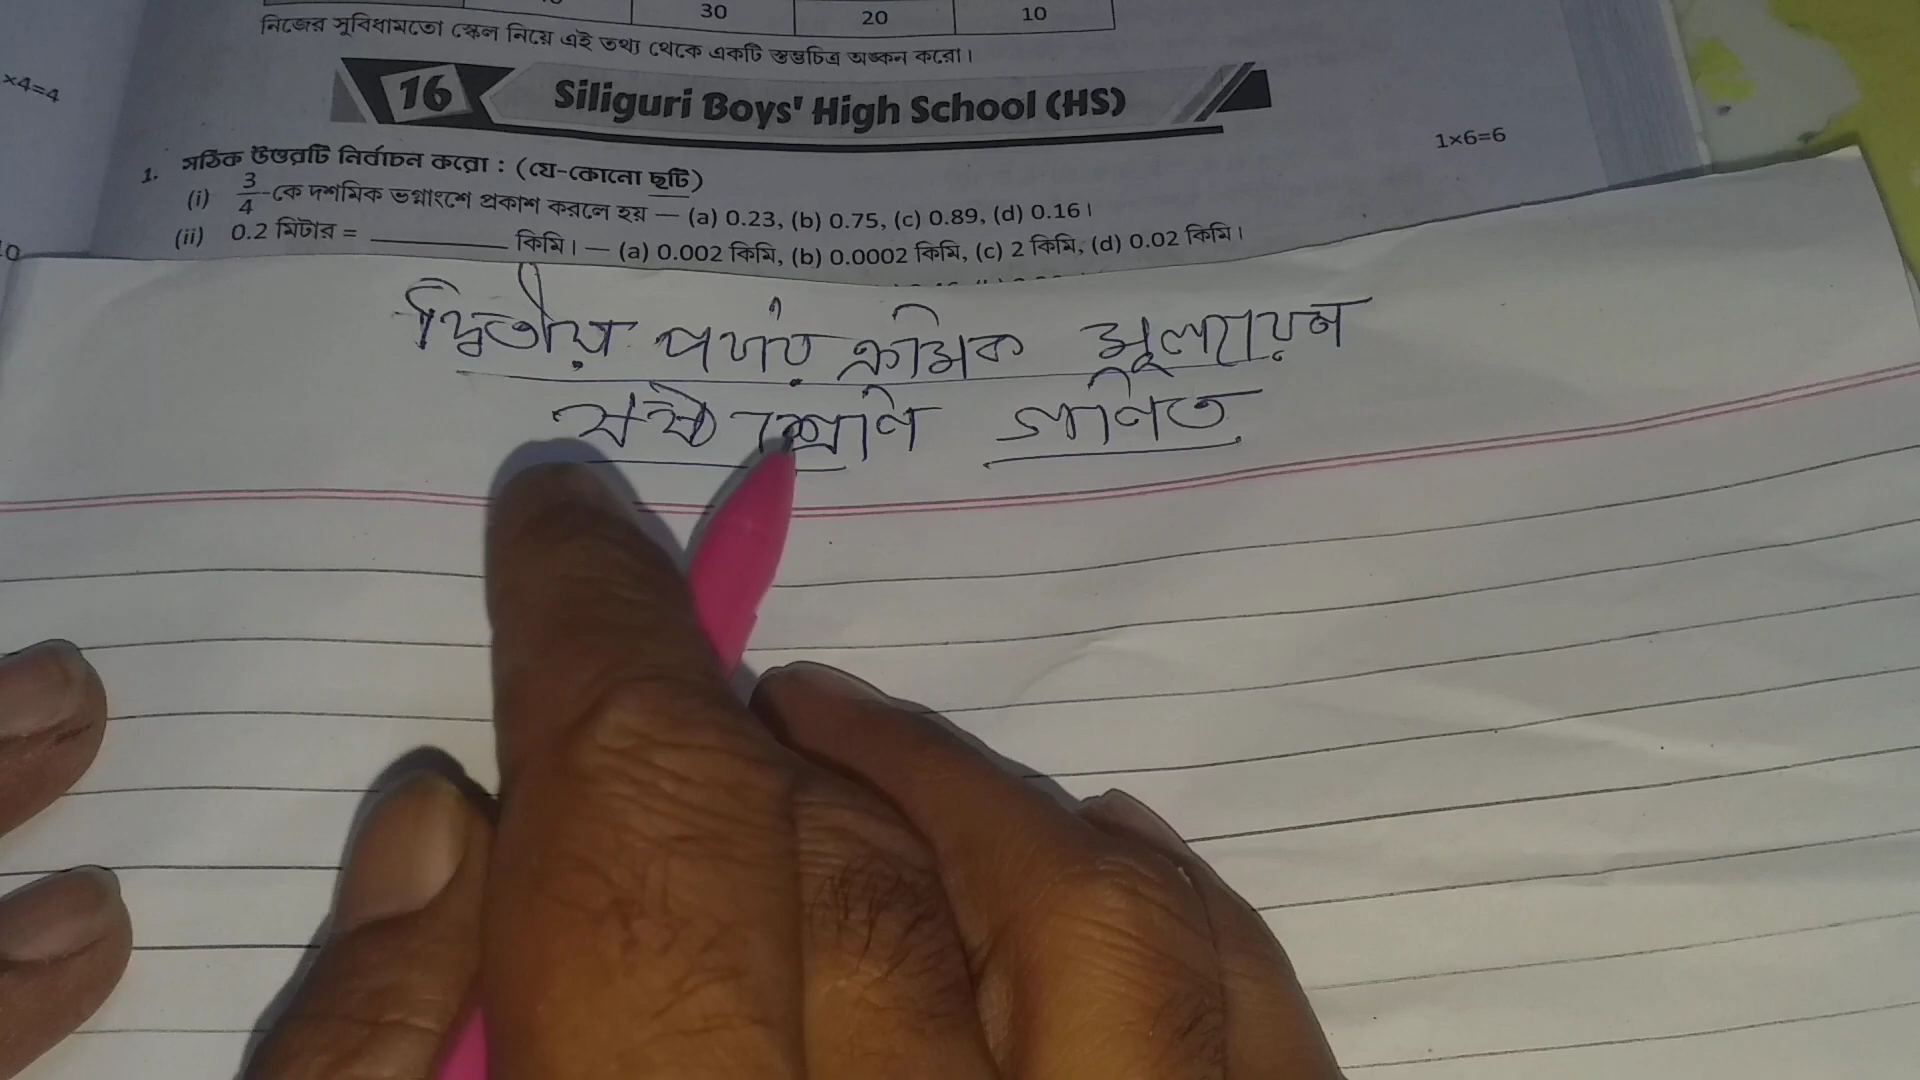 30 20 10
নিজের সুবিধামতো স্কেল নিয়ে এই তথ্য থেকে একটি স্তম্ভচিত্র অঙ্কন করো।
×4=4
16 Siliguri Boys' High School (HS)
1. সঠিক উত্তরটি নির্বাচন করো : (যে-কোনো ছটি) 1×6=6
(i) 3/4-কে দশমিক ভগ্নাংশে প্রকাশ করলে হয় — (a) 0.23, (b) 0.75, (c) 0.89, (d) 0.16।
(ii) 0.2 মিটার = ________ কিমি। — (a) 0.002 কিমি, (b) 0.0002 কিমি, (c) 2 কিমি, (d) 0.02 কিমি।
দ্বিতীয় পর্যায় ক্রমিক মূল্যায়ন
ষষ্ঠ শ্রেণি গণিত